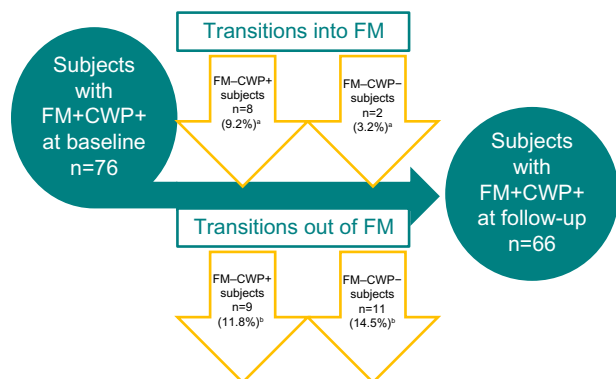 Transitions into FM
Subjects
with
FM+CWP+
at baseline
n=76
FM–CWP+
subjects
n=8
(9.2%)ª
FM–CWP−
subjects
n=2
(3.2%)ª
Subjects
with
FM+CWP+
at follow-up
n=66
Transitions out of FM
FM–CWP+
subjects
n=9
(11.8%)ᵇ
FM–CWP−
subjects
n=11
(14.5%)ᵇ